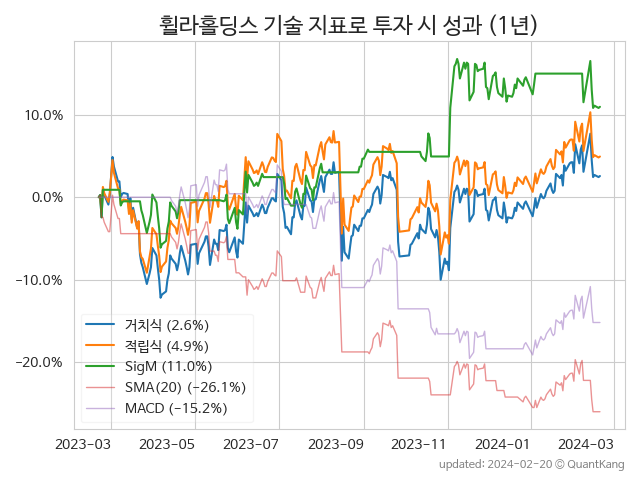 휠라홀딩스 기술 지표로 투자 시 성과 (1년)
10.0%
0.0%
−10.0%
−20.0%
거치식 (2.6%)
적립식 (4.9%)
SigM (11.0%)
SMA(20) (−26.1%)
MACD (−15.2%)
2023-03 2023-05 2023-07 2023-09 2023-11 2024-01 2024-03
updated: 2024-02-20 © QuantKang